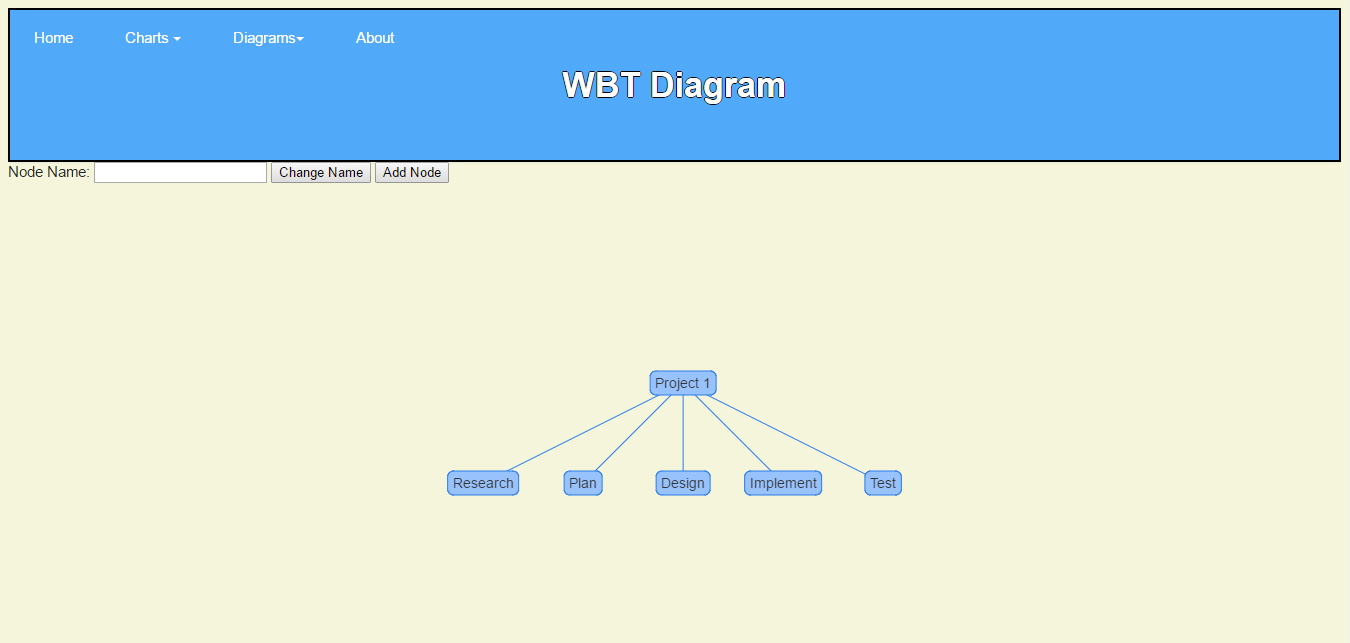 Home Charts Diagrams About
WBT Diagram
Node Name: Change Name Add Node
Project 1
Research Plan Design Implement Test